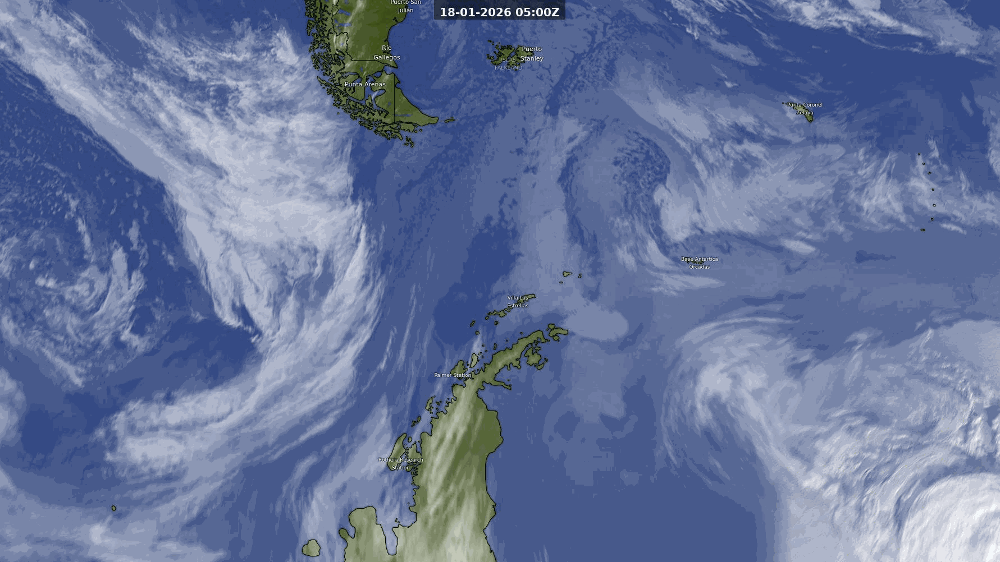 Puerto San
Julián
18-01-2026 05:00Z
Río
Gallegos
Puerto
Stanley
ISLAS
FALKLAND
Punta Arenas
Punta Coronel
Zelaya
Base Antartica
Orcadas
Villa Las
Estrellas
Palmer Station
Rothera Research
Station